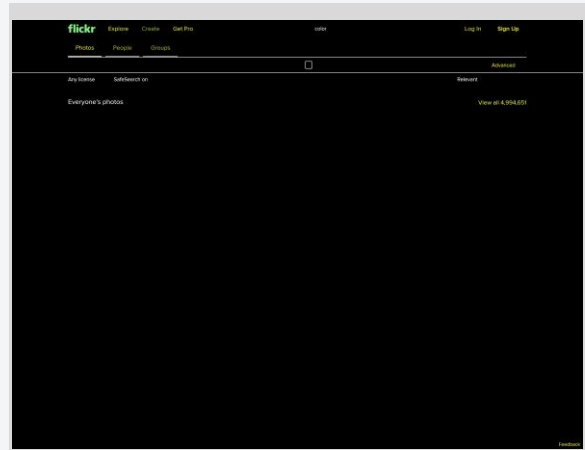 flickr Explore Create Get Pro color Log In Sign Up
Photos People Groups
Advanced
Any license SafeSearch on Relevant
Everyone's photos View all 4,994,651
Feedback